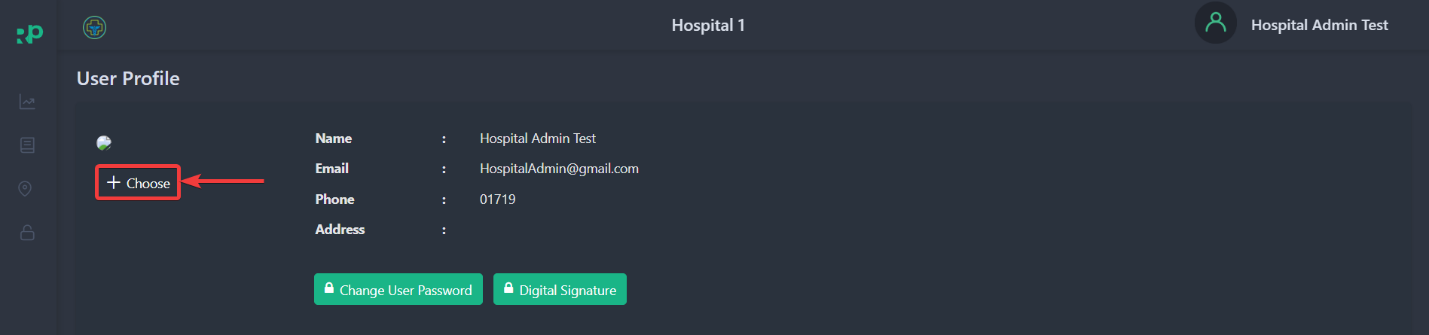 Rp
Hospital 1
Hospital Admin Test
User Profile
Name : Hospital Admin Test
Email : HospitalAdmin@gmail.com
+ Choose
Phone : 01719
Address :
Change User Password
Digital Signature